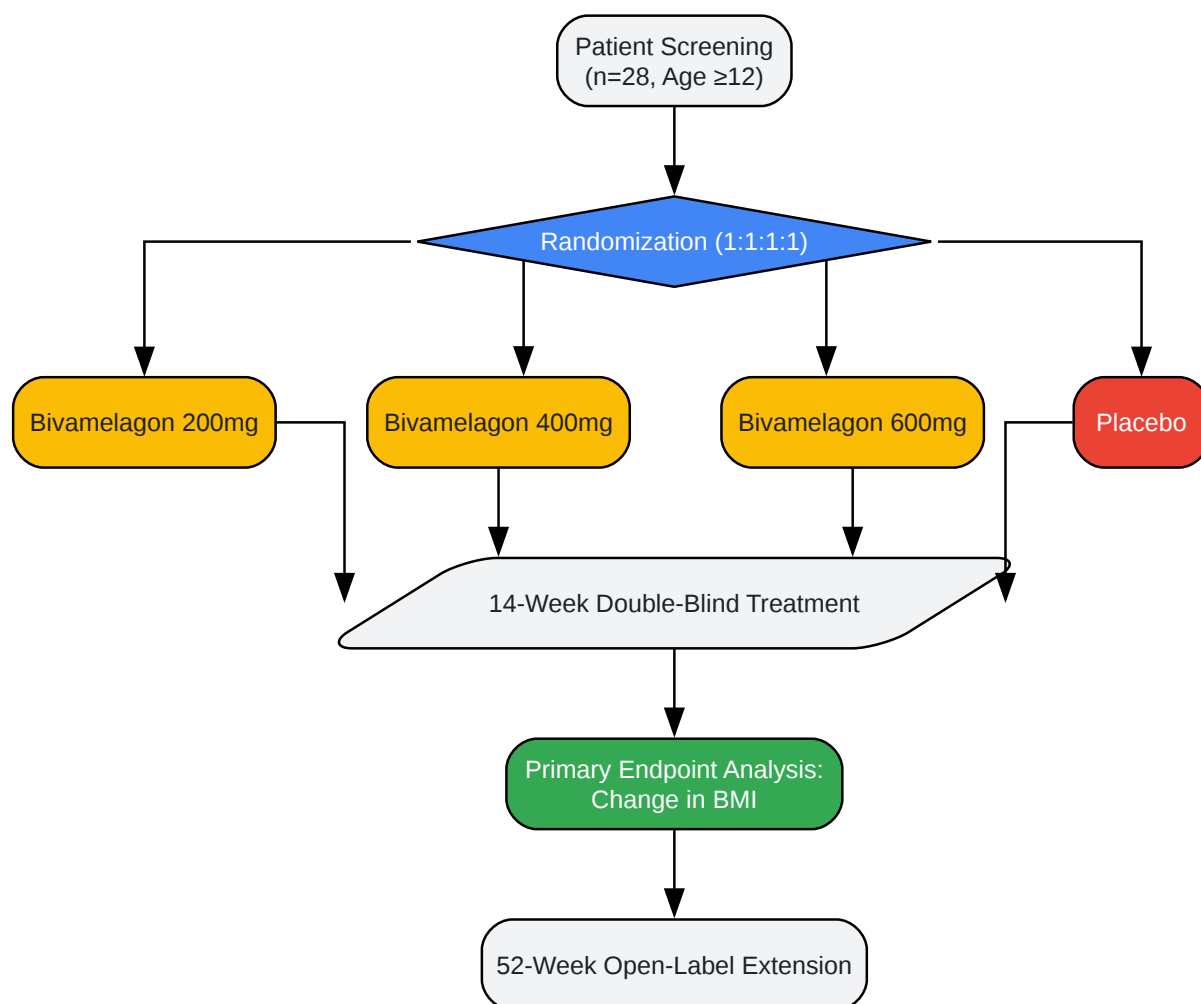 Patient Screening
(n=28, Age ≥12)
Randomization (1:1:1:1)
Bivamelagon 200mg
Bivamelagon 400mg
Bivamelagon 600mg
Placebo
14-Week Double-Blind Treatment
Primary Endpoint Analysis:
Change in BMI
52-Week Open-Label Extension